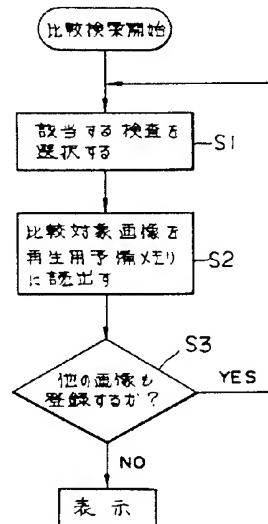 比較検索開始
該当する検査を
選択する
S1
比較対象画像を
再生用予備メモリ
に読出す
S2
S3
他の画像も
登録するか?
YES
NO
表示